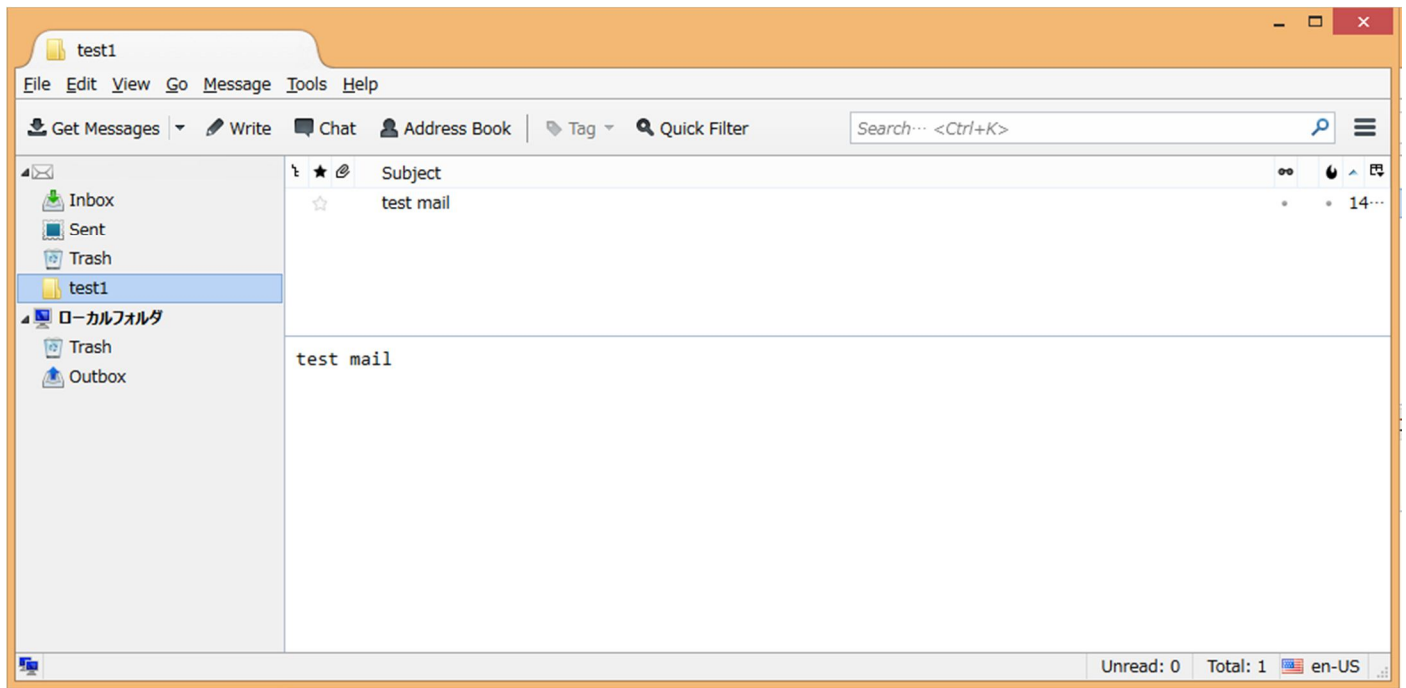 test1
File Edit View Go Message Tools Help
Get Messages Write Chat Address Book Tag Quick Filter Search… <Ctrl+K>
Subject
Inbox
test mail 14…
Sent
Trash
test1
ローカルフォルダ
Trash
Outbox
test mail
Unread: 0 Total: 1 en-US